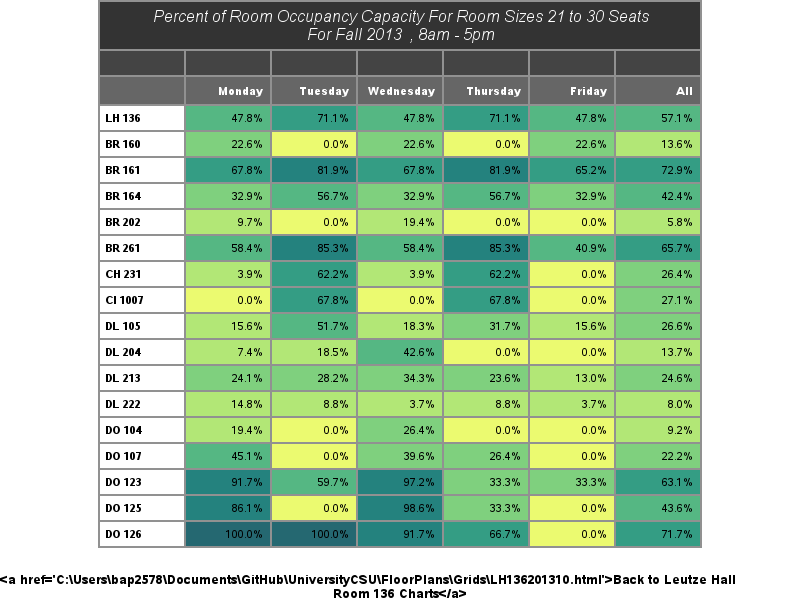 Percent of Room Occupancy Capacity For Room Sizes 21 to 30 Seats
For Fall 2013 , 8am - 5pm
Monday Tuesday Wednesday Thursday Friday All
LH 136 47.8% 71.1% 47.8% 71.1% 47.8% 57.1%
BR 160 22.6% 0.0% 22.6% 0.0% 22.6% 13.6%
BR 161 67.8% 81.9% 67.8% 81.9% 65.2% 72.9%
BR 164 32.9% 56.7% 32.9% 56.7% 32.9% 42.4%
BR 202 9.7% 0.0% 19.4% 0.0% 0.0% 5.8%
BR 261 58.4% 85.3% 58.4% 85.3% 40.9% 65.7%
CH 231 3.9% 62.2% 3.9% 62.2% 0.0% 26.4%
CI 1007 0.0% 67.8% 0.0% 67.8% 0.0% 27.1%
DL 105 15.6% 51.7% 18.3% 31.7% 15.6% 26.6%
DL 204 7.4% 18.5% 42.6% 0.0% 0.0% 13.7%
DL 213 24.1% 28.2% 34.3% 23.6% 13.0% 24.6%
DL 222 14.8% 8.8% 3.7% 8.8% 3.7% 8.0%
DO 104 19.4% 0.0% 26.4% 0.0% 0.0% 9.2%
DO 107 45.1% 0.0% 39.6% 26.4% 0.0% 22.2%
DO 123 91.7% 59.7% 97.2% 33.3% 33.3% 63.1%
DO 125 86.1% 0.0% 98.6% 33.3% 0.0% 43.6%
DO 126 100.0% 100.0% 91.7% 66.7% 0.0% 71.7%
<a href='C:\Users\bap2578\Documents\GitHub\UniversityCSU\FloorPlans\Grids\LH136201310.html'>Back to Leutze Hall
Room 136 Charts</a>